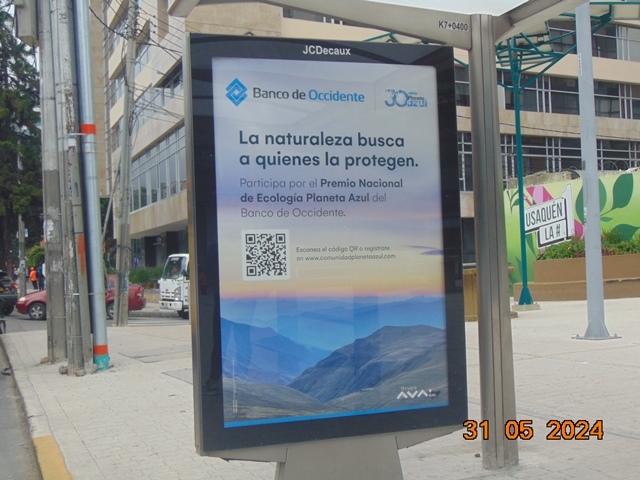 K7+0400
JCDecaux
Banco de Occidente
30
Planeta
azul
La naturaleza busca
a quienes la protegen.
Participa por el Premio Nacional
de Ecología Planeta Azul del
Banco de Occidente.
Escanea el código QR o regístrate
en www.comunidadplanetaazul.com
USAQUÉN
LA #
GRUPO
AVAL
31 05 2024